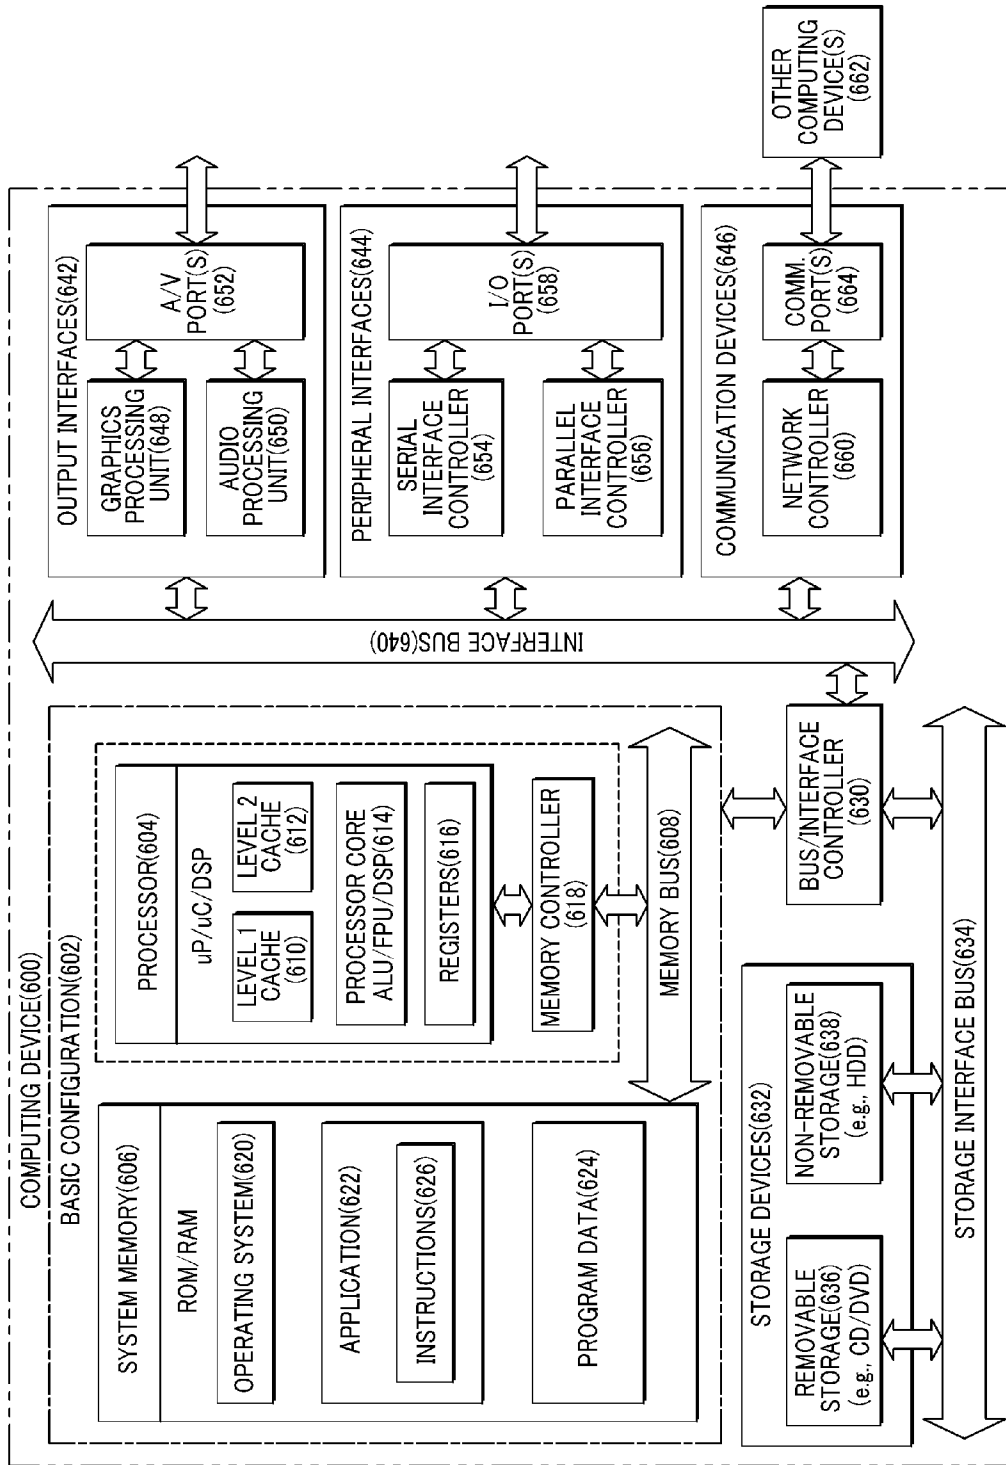 COMPUTING DEVICE(600)
BASIC CONFIGURATION(602)
SYSTEM MEMORY(606)
ROM/RAM
OPERATING SYSTEM(620)
APPLICATION(622)
INSTRUCTIONS(626)
PROGRAM DATA(624)
PROCESSOR(604)
uP/uC/DSP
LEVEL 1
CACHE
(610)
LEVEL 2
CACHE
(612)
PROCESSOR CORE
ALU/FPU/DSP(614)
REGISTERS(616)
MEMORY CONTROLLER
(618)
MEMORY BUS(608)
BUS/INTERFACE
CONTROLLER
(630)
STORAGE DEVICES(632)
REMOVABLE
STORAGE(636)
(e.g., CD/DVD)
NON-REMOVABLE
STORAGE(638)
(e.g., HDD)
STORAGE INTERFACE BUS(634)
INTERFACE BUS(640)
OUTPUT INTERFACES(642)
GRAPHICS
PROCESSING
UNIT(648)
AUDIO
PROCESSING
UNIT(650)
A/V
PORT(S)
(652)
PERIPHERAL INTERFACES(644)
SERIAL
INTERFACE
CONTROLLER
(654)
PARALLEL
INTERFACE
CONTROLLER
(656)
I/O
PORT(S)
(658)
COMMUNICATION DEVICES(646)
NETWORK
CONTROLLER
(660)
COMM.
PORT(S)
(664)
OTHER
COMPUTING
DEVICE(S)
(662)